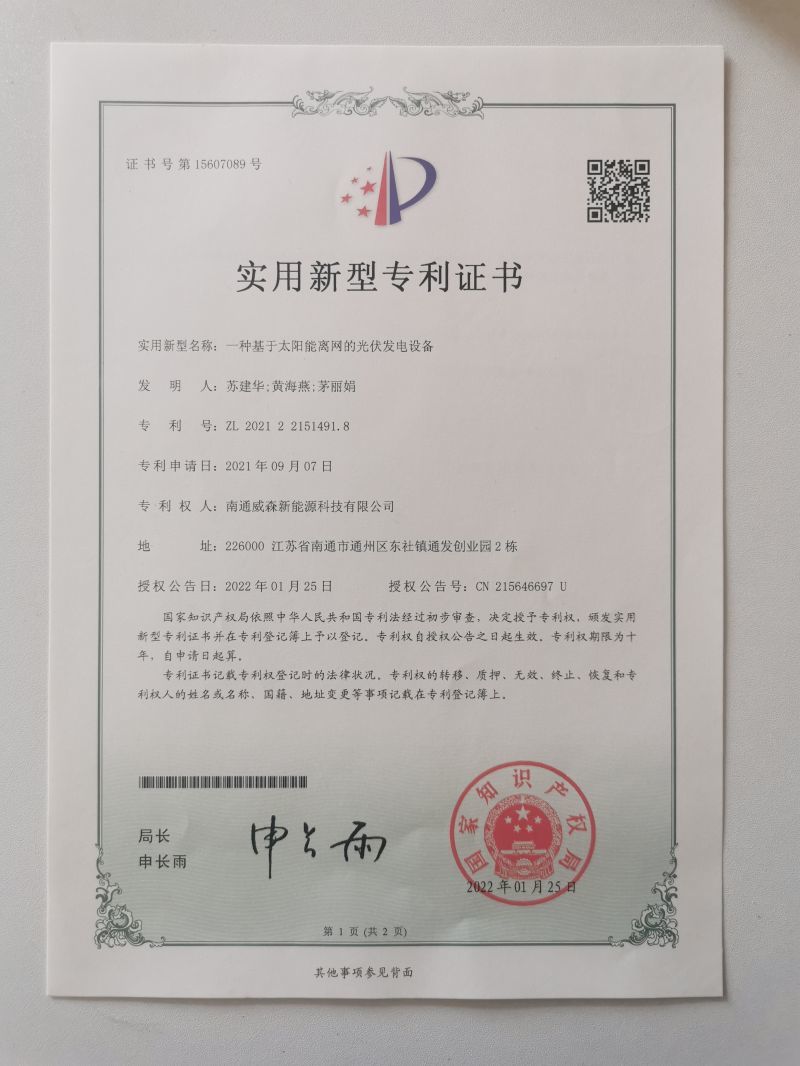 证书号第15607089号
实用新型专利证书
实用新型名称：一种基于太阳能离网的光伏发电设备
发明人：苏建华;黄海燕;茅丽娟
专利号：ZL 2021 2 2151491.8
专利申请日：2021年09月07日
专利权人：南通威森新能源科技有限公司
地址：226000 江苏省南通市通州区东社镇通发创业园2栋
授权公告日：2022年01月25日 授权公告号：CN 215646697 U
国家知识产权局依照中华人民共和国专利法经过初步审查，决定授予专利权，颁发实用
新型专利证书并在专利登记簿上予以登记。专利权自授权公告之日起生效。专利权期限为十
年，自申请日起算。
专利证书记载专利权登记时的法律状况。专利权的转移、质押、无效、终止、恢复和专
利权人的姓名或名称、国籍、地址变更等事项记载在专利登记簿上。
局长
申长雨
申长雨
国家知识产权局
2022年01月25日
第 1 页 (共 2 页)
其他事项参见背面